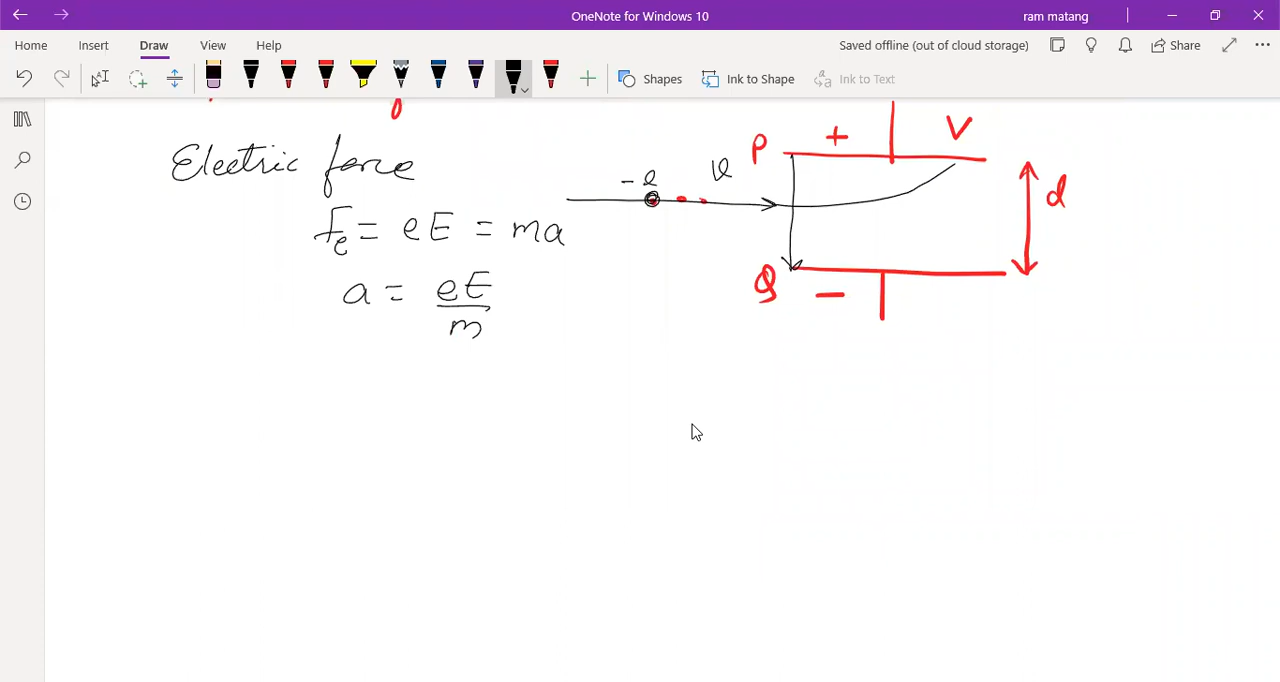 OneNote for Windows 10
ram matang
Home Insert Draw View Help
Saved offline (out of cloud storage)
Share
Shapes
Ink to Shape
Ink to Text
Electric force
Fe = eE = ma
a = eE/m
- e
v
P + V
d
Q -